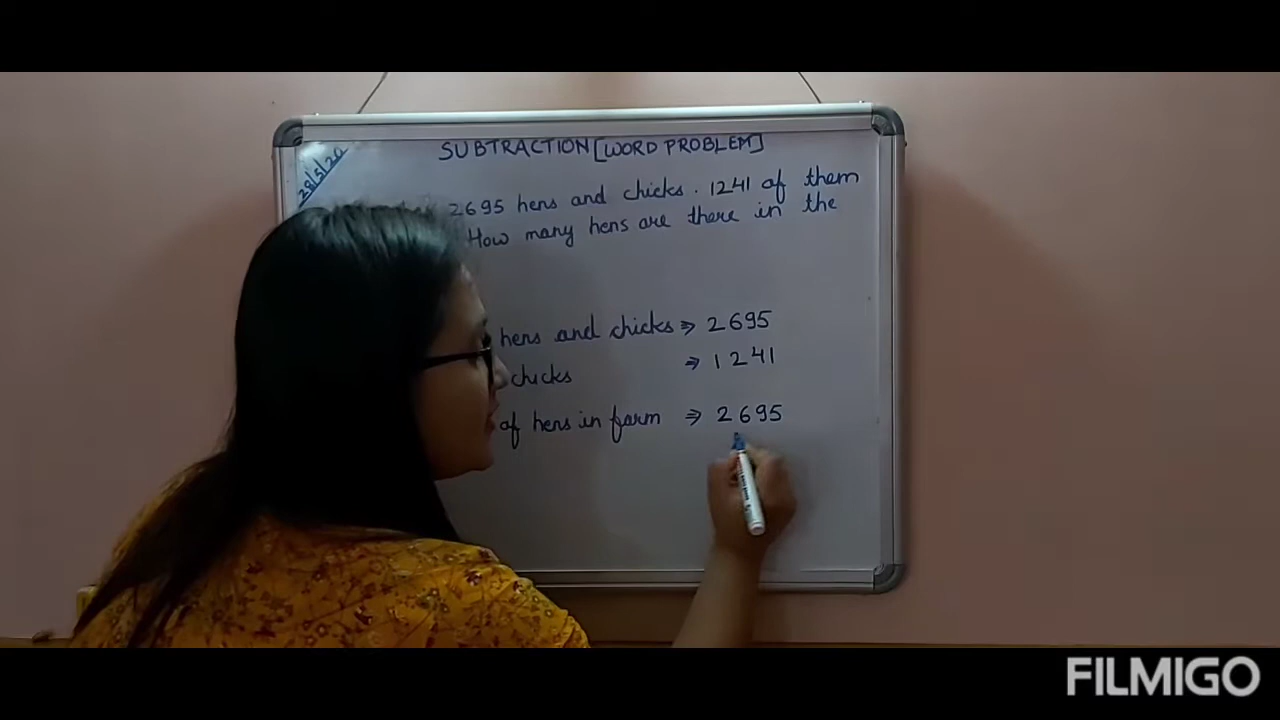 SUBTRACTION [WORD PROBLEM]
28/5/20
2695 hens and chicks. 1241 of them
How many hens are there in the
hens and chicks ⇒ 2695
chicks ⇒ 1241
of hens in farm ⇒ 2695
FILMIGO